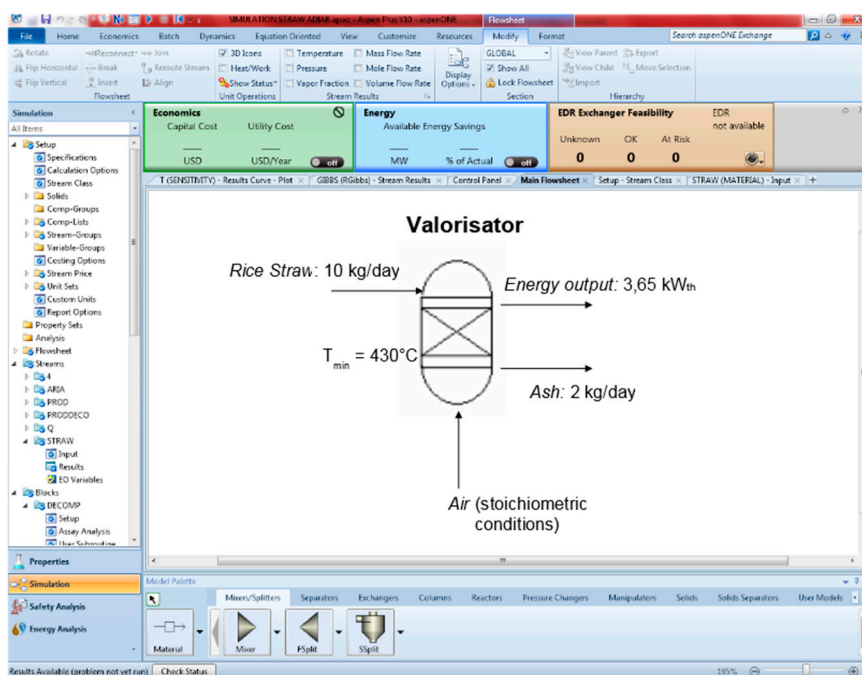 SIMULATION STRAW ADIAB.apwz - Aspen Plus V10 - aspenONE
Flowsheet
File Home Economics Batch Dynamics Equation Oriented View Customize Resources Modify Format
Search aspenONE Exchange
Rotate Reconnect Join
Flip Horizontal Break Reroute Stream
Flip Vertical Insert Align
Flowsheet
3D Icons
Heat/Work
Show Status
Unit Operations
Temperature Mass Flow Rate
Pressure Mole Flow Rate
Vapor Fraction Volume Flow Rate
Stream Results
Display Options
GLOBAL
Show All
Lock Flowsheet
Section
View Parent Export
View Child Move Selection
Import
Hierarchy
Simulation
All Items
Setup
Specifications
Calculation Options
Stream Class
Solids
Comp-Groups
Comp-Lists
Stream-Groups
Variable-Groups
Costing Options
Stream Price
Unit Sets
Custom Units
Report Options
Property Sets
Analysis
Flowsheet
Streams
4
ARIA
PROD
PRODDECO
Q
STRAW
Input
Results
EO Variables
Blocks
DECOMP
Setup
Assay Analysis
User Subroutine
Properties
Simulation
Safety Analysis
Energy Analysis
Economics
Capital Cost Utility Cost
USD USD/Year off
Energy
Available Energy Savings
MW % of Actual off
EDR Exchanger Feasibility
EDR not available
Unknown OK At Risk
0 0 0
T (SENSITIVITY) - Results Curve - Plot × GIBBS (RGibbs) - Stream Results × Control Panel × Main Flowsheet × Setup - Stream Class × STRAW (MATERIAL) - Input × +
Valorisator
Rice Straw: 10 kg/day
Energy output: 3,65 kWth
Tmin = 430°C
Ash: 2 kg/day
Air (stoichiometric
conditions)
Model Palette
Mixers/Splitters Separators Exchangers Columns Reactors Pressure Changers Manipulators Solids Solids Separators User Models
Material Mixer FSplit SSplit
Results Available (problem not yet run) Check Status
195%